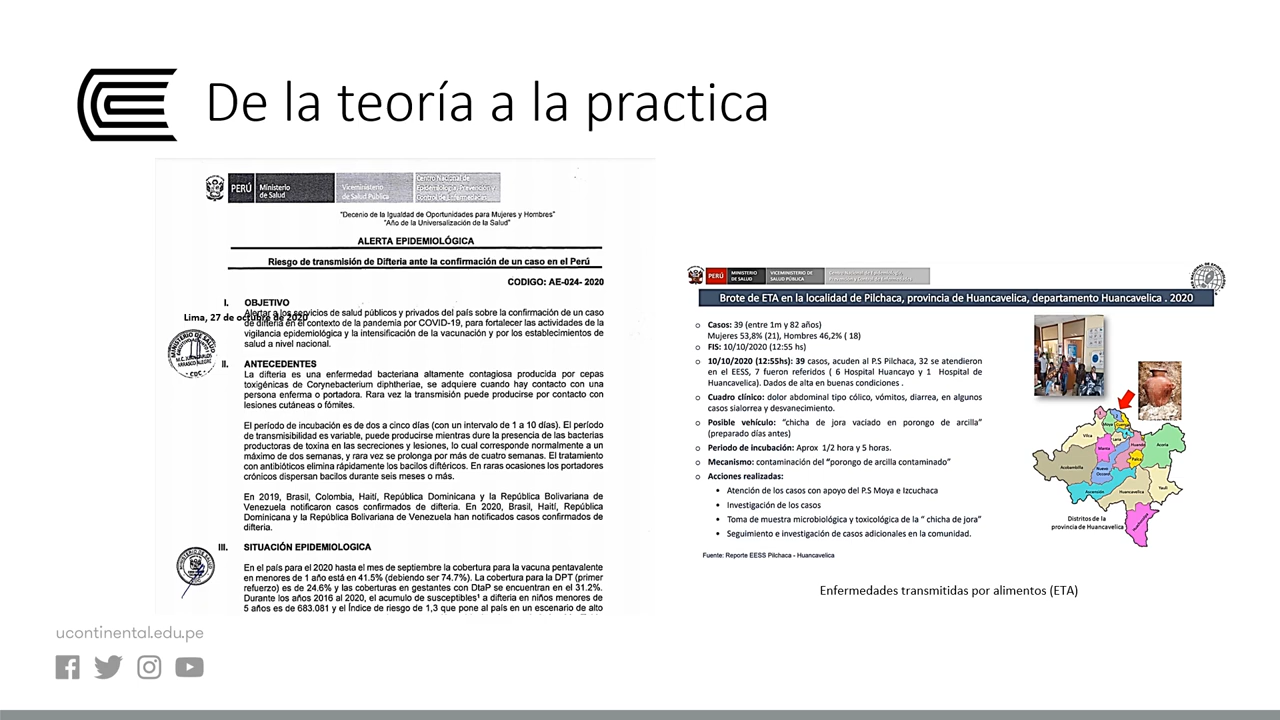 De la teoría a la practica
PERÚ
Ministerio
de Salud
Viceministerio
de Salud Pública
Centro Nacional de
Epidemiología, Prevención y
Control de Enfermedades
"Decenio de la Igualdad de Oportunidades para Mujeres y Hombres"
"Año de la Universalización de la Salud"
ALERTA EPIDEMIOLÓGICA
Riesgo de transmisión de Difteria ante la confirmación de un caso en el Perú
CODIGO: AE-024- 2020
I. OBJETIVO
Lima, 27 de octubre de 2020
Alertar a los servicios de salud públicos y privados del país sobre la confirmación de un caso
de difteria en el contexto de la pandemia por COVID-19, para fortalecer las actividades de la
vigilancia epidemiológica y la intensificación de la vacunación y por los establecimientos de
salud a nivel nacional.
II. ANTECEDENTES
La difteria es una enfermedad bacteriana altamente contagiosa producida por cepas
toxigénicas de Corynebacterium diphtheriae, se adquiere cuando hay contacto con una
persona enferma o portadora. Rara vez la transmisión puede producirse por contacto con
lesiones cutáneas o fómites.
El período de incubación es de dos a cinco días (con un intervalo de 1 a 10 días). El período
de transmisibilidad es variable, puede producirse mientras dure la presencia de las bacterias
productoras de toxina en las secreciones y lesiones, lo cual corresponde normalmente a un
máximo de dos semanas, y rara vez se prolonga por más de cuatro semanas. El tratamiento
con antibióticos elimina rápidamente los bacilos diftéricos. En raras ocasiones los portadores
crónicos dispersan bacilos durante seis meses o más.
En 2019, Brasil, Colombia, Haití, República Dominicana y la República Bolivariana de
Venezuela notificaron casos confirmados de difteria. En 2020, Brasil, Haití, República
Dominicana y la República Bolivariana de Venezuela han notificados casos confirmados de
difteria.
III. SITUACIÓN EPIDEMIOLOGICA
En el país para el 2020 hasta el mes de septiembre la cobertura para la vacuna pentavalente
en menores de 1 año está en 41.5% (debiendo ser 74.7%). La cobertura para la DPT (primer
refuerzo) es de 24.6% y las coberturas en gestantes con DtaP se encuentran en el 31.2%.
Durante los años 2016 al 2020, el acumulo de susceptibles¹ a difteria en niños menores de
5 años es de 683.081 y el Índice de riesgo de 1,3 que pone al país en un escenario de alto
PERÚ
MINISTERIO
DE SALUD
VICEMINISTERIO DE
SALUD PÚBLICA
Brote de ETA en la localidad de Pilchaca, provincia de Huancavelica, departamento Huancavelica . 2020
o Casos: 39 (entre 1m y 82 años)
Mujeres 53,8% (21), Hombres 46,2% ( 18)
o FIS: 10/10/2020 (12:55 hs)
o 10/10/2020 (12:55hs): 39 casos, acuden al P.S Pilchaca, 32 se atendieron
en el EESS, 7 fueron referidos ( 6 Hospital Huancayo y 1 Hospital de
Huancavelica). Dados de alta en buenas condiciones .
o Cuadro clínico: dolor abdominal tipo cólico, vómitos, diarrea, en algunos
casos sialorrea y desvanecimiento.
o Posible vehículo: "chicha de jora vaciado en porongo de arcilla"
(preparado días antes)
o Periodo de incubación: Aprox 1/2 hora y 5 horas.
o Mecanismo: contaminación del "porongo de arcilla contaminado"
o Acciones realizadas:
• Atención de los casos con apoyo del P.S Moya e Izcuchaca
• Investigación de los casos
• Toma de muestra microbiológica y toxicológica de la " chicha de jora"
• Seguimiento e investigación de casos adicionales en la comunidad.
Fuente: Reporte EESS Pilchaca - Huancavelica
Vilca
Acoria
Acobambilla
Nuevo
Occoro
Palca
Ascensión
Huancavelica
Yauli
Distritos de la
provincia de Huancavelica
Enfermedades transmitidas por alimentos (ETA)
ucontinental.edu.pe